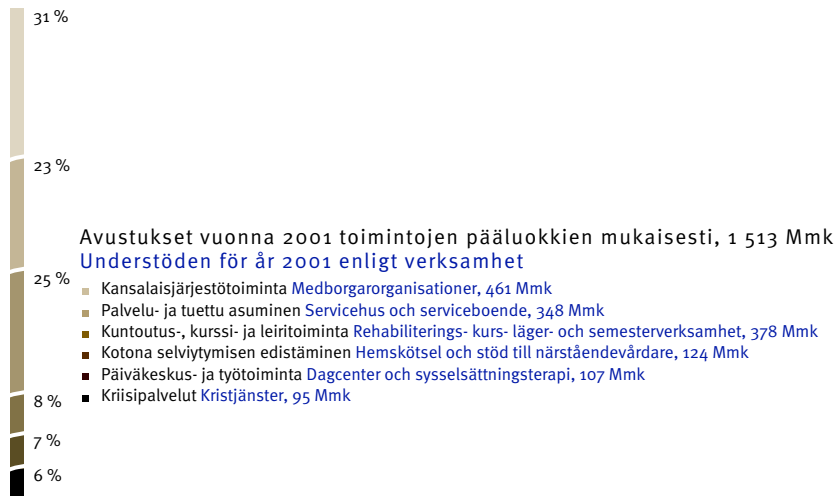 31 %
23 %
Avustukset vuonna 2001 toimintojen pääluokkien mukaisesti, 1 513 Mmk
Understöden för år 2001 enligt verksamhet
25 %
Kansalaisjärjestötoiminta Medborgarorganisationer, 461 Mmk
Palvelu- ja tuettu asuminen Servicehus och serviceboende, 348 Mmk
Kuntoutus-, kurssi- ja leiritoiminta Rehabiliterings- kurs- läger- och semesterverksamhet, 378 Mmk
Kotona selviytymisen edistäminen Hemskötsel och stöd till närståendevårdare, 124 Mmk
Päiväkeskus- ja työtoiminta Dagcenter och sysselsättningsterapi, 107 Mmk
Kriisipalvelut Kristjänster, 95 Mmk
8 %
7 %
6 %